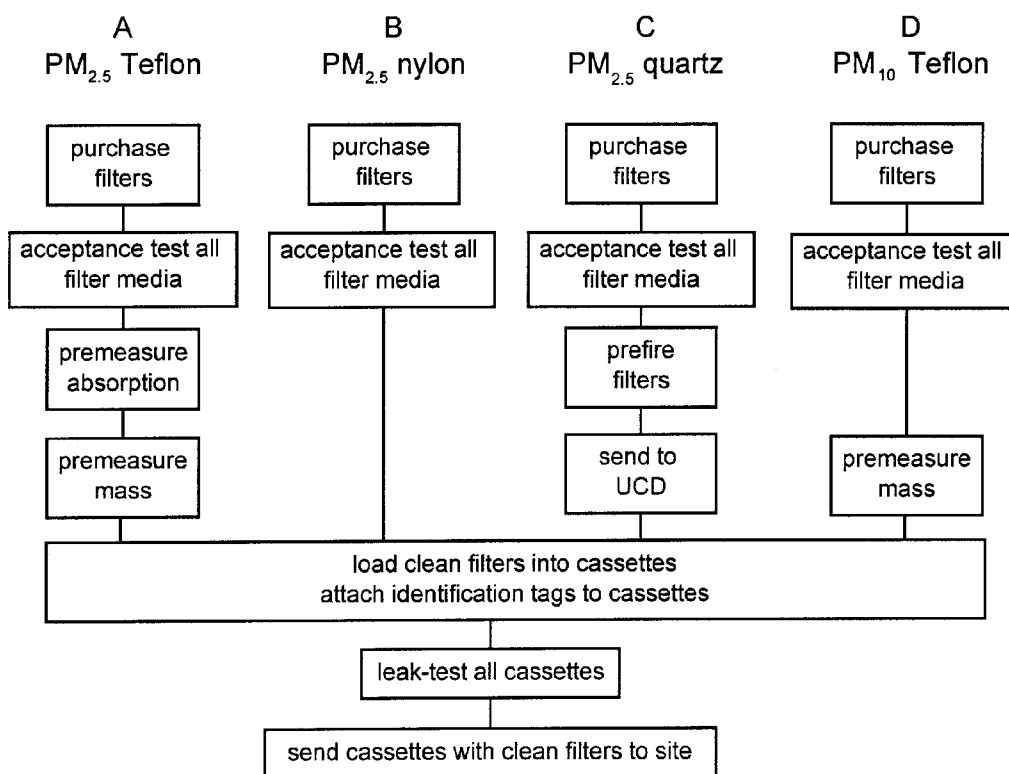 A
PM2.5 Teflon
B
PM2.5 nylon
C
PM2.5 quartz
D
PM10 Teflon
purchase
filters
purchase
filters
purchase
filters
purchase
filters
acceptance test all
filter media
acceptance test all
filter media
acceptance test all
filter media
acceptance test all
filter media
premeasure
absorption
prefire
filters
premeasure
mass
send to
UCD
premeasure
mass
load clean filters into cassettes
attach identification tags to cassettes
leak-test all cassettes
send cassettes with clean filters to site